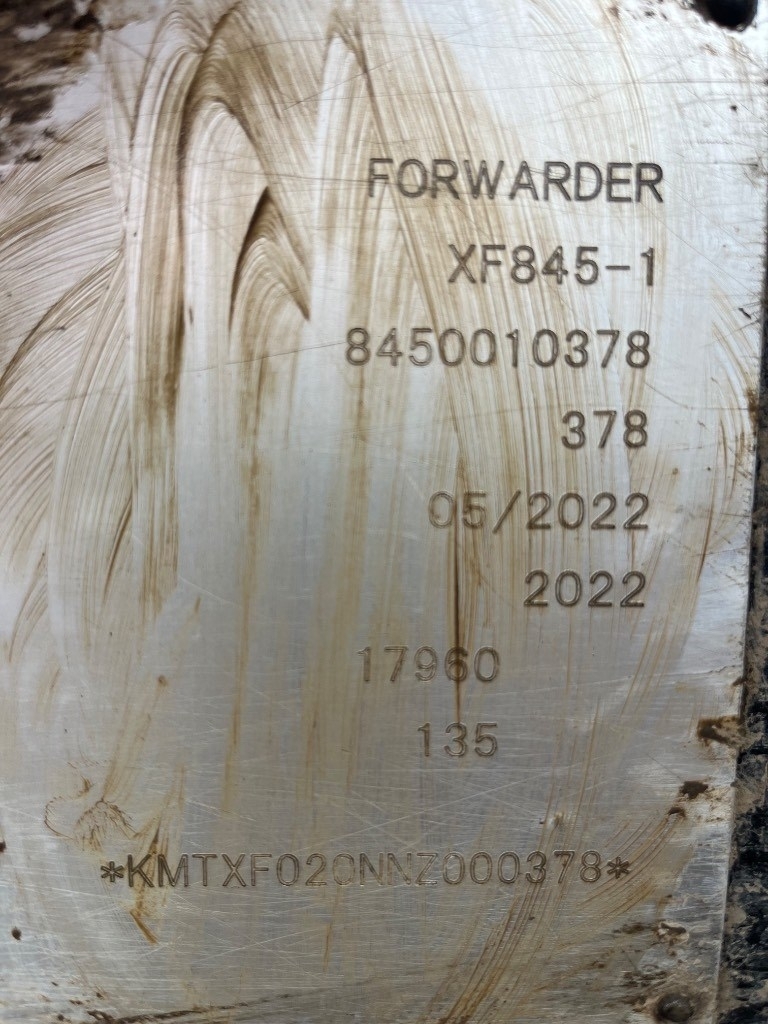 FORWARDER
XF845-1
8450010378
378
05/2022
2022
17960
135
*KMTXF020NNZ000378*